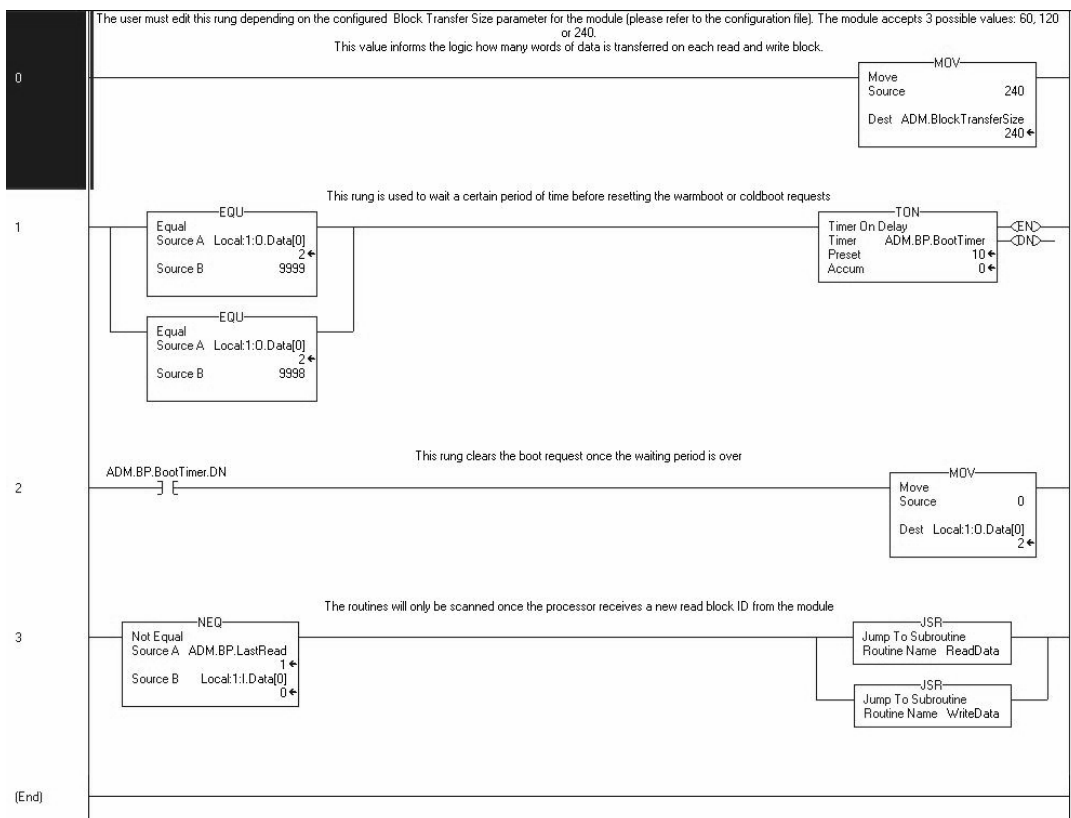 The user must edit this rung depending on the configured Block Transfer Size parameter for the module (please refer to the configuration file). The module accepts 3 possible values: 60, 120
or 240.
This value informs the logic how many words of data is transferred on each read and write block.
0
MOV
Move
Source 240
Dest ADM.BlockTransferSize
240
This rung is used to wait a certain period of time before resetting the warmboot or coldboot requests
1
EQU
Equal
Source A Local:1:O.Data[0]
2
Source B 9999
TON
Timer On Delay
Timer ADM.BP.BootTimer
Preset 10
Accum 0
EN
DN
EQU
Equal
Source A Local:1:O.Data[0]
2
Source B 9998
This rung clears the boot request once the waiting period is over
2
ADM.BP.BootTimer.DN
MOV
Move
Source 0
Dest Local:1:O.Data[0]
2
The routines will only be scanned once the processor receives a new read block ID from the module
3
NEQ
Not Equal
Source A ADM.BP.LastRead
1
Source B Local:1:I.Data[0]
0
JSR
Jump To Subroutine
Routine Name ReadData
JSR
Jump To Subroutine
Routine Name WriteData
(End)